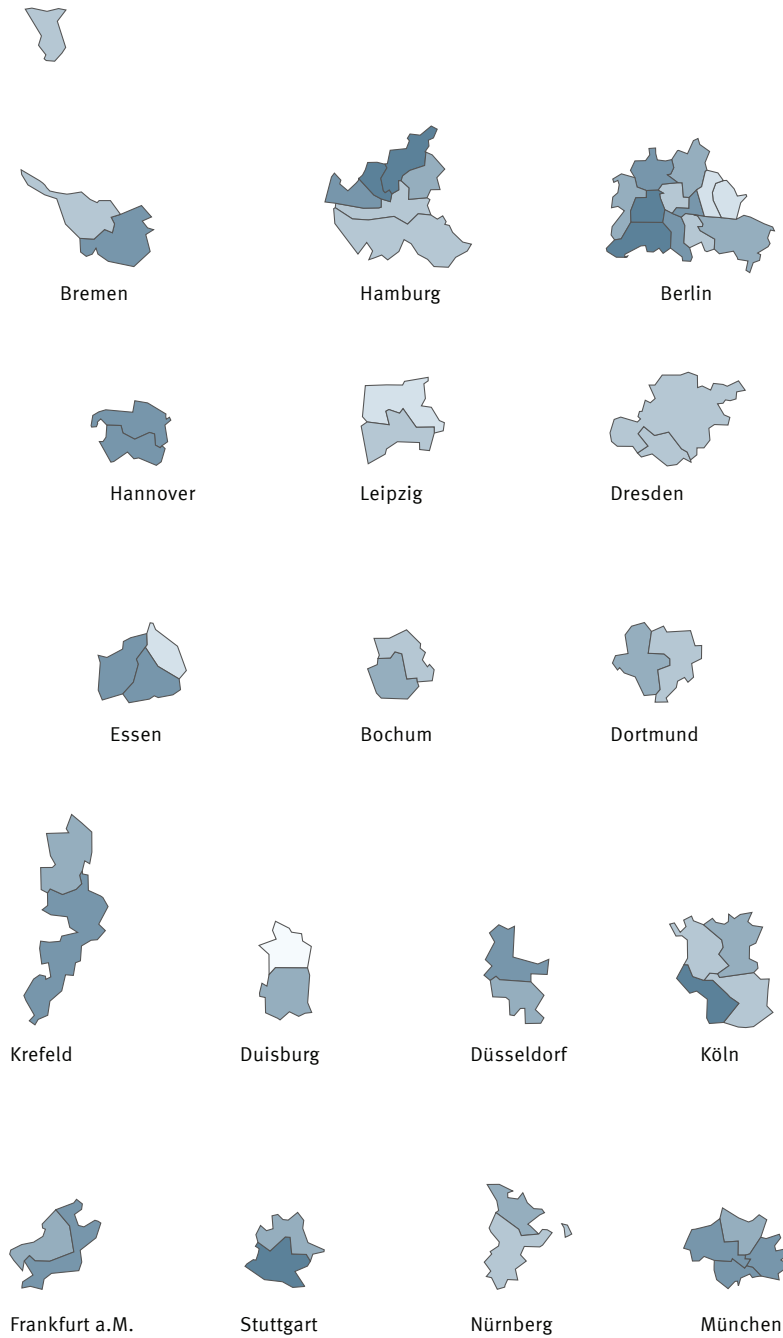 Bremen
Hamburg
Berlin
Hannover
Leipzig
Dresden
Essen
Bochum
Dortmund
Krefeld
Duisburg
Düsseldorf
Köln
Frankfurt a.M.
Stuttgart
Nürnberg
München